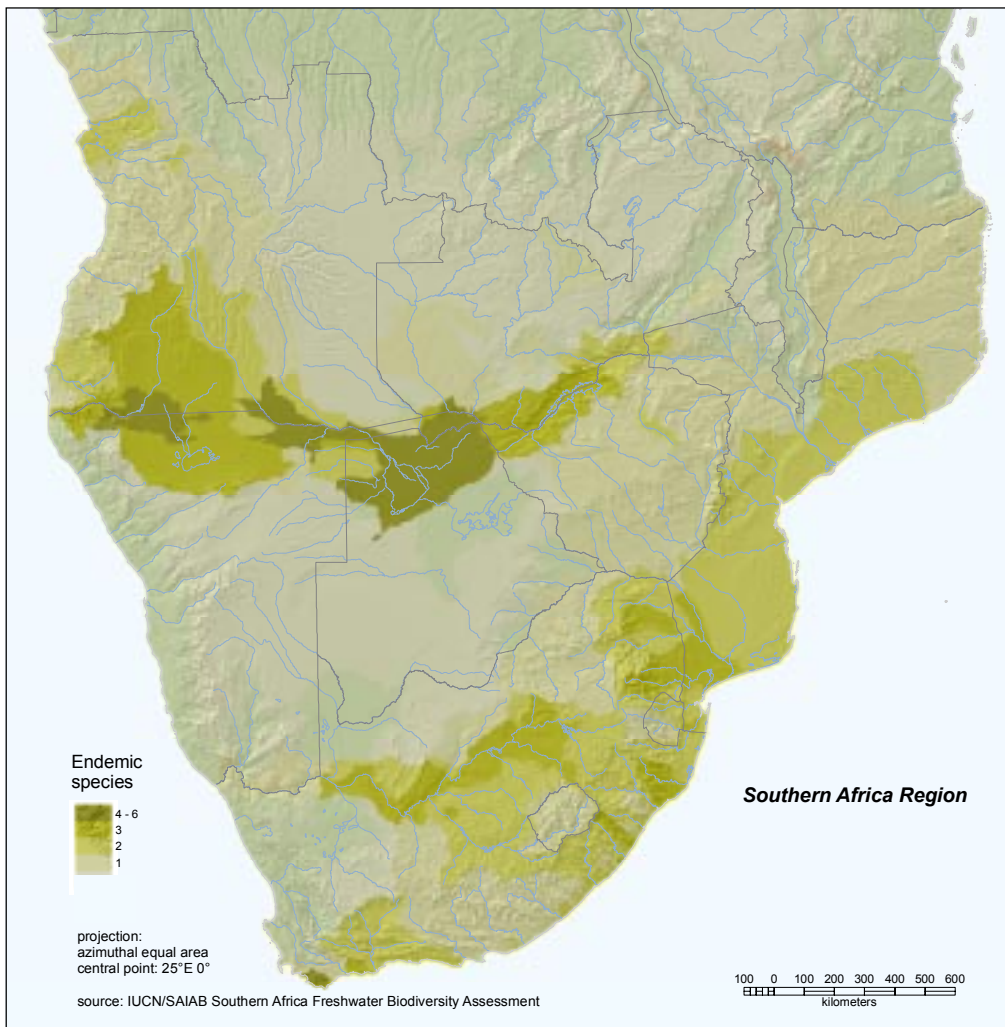 Endemic
species
4 - 6
3
2
1
Southern Africa Region
projection:
azimuthal equal area
central point: 25°E 0°
source: IUCN/SAIAB Southern Africa Freshwater Biodiversity Assessment
100 0 100 200 300 400 500 600
kilometers